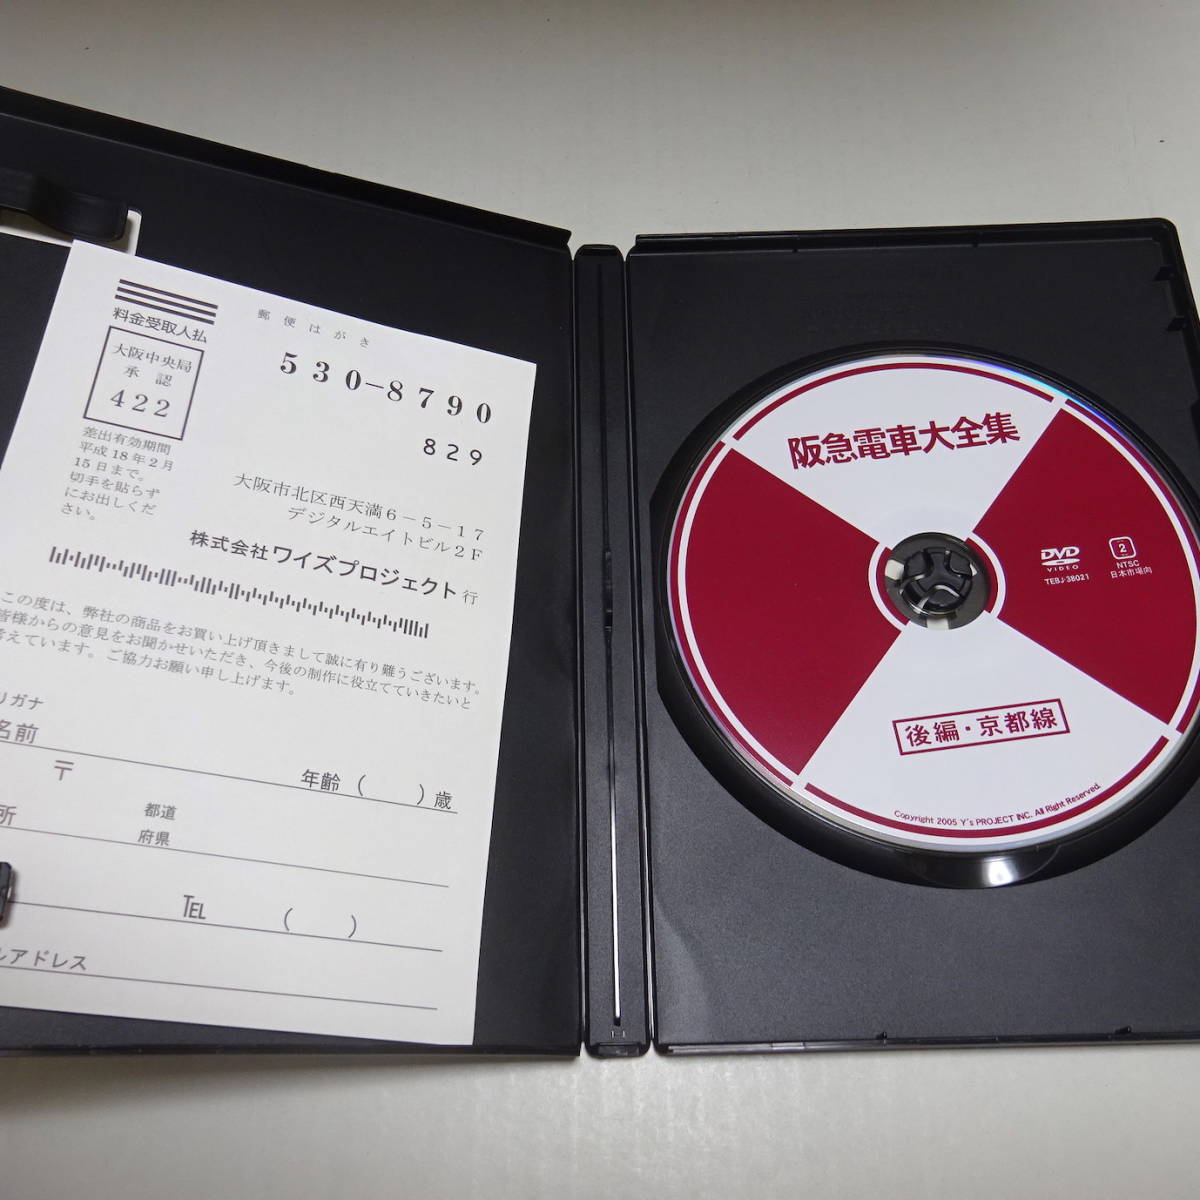 料金受取人払
大阪中央局
承認
422
差出有効期間
平成18年2月
15日まで。
切手を貼らず
にお出しくだ
さい。
郵便はがき
530-8790
829
大阪市北区西天満6-5-17
デジタルエイトビル2F
株式会社ワイズプロジェクト 行
この度は、弊社の商品をお買い上げ頂きまして誠に有り難うございます。
皆様からの意見をお聞かせいただき、今後の制作に役立てていきたいと
考えています。ご協力お願い申し上げます。
リガナ
名前
年齢( )歳
〒
所
都道
府県
TEL ( )
ルアドレス
阪急電車大全集
DVD
VIDEO
TEBJ-38021
2
NTSC
日本市場向
後編・京都線
Copyright 2005 Y's PROJECT INC. All Right Reserved.